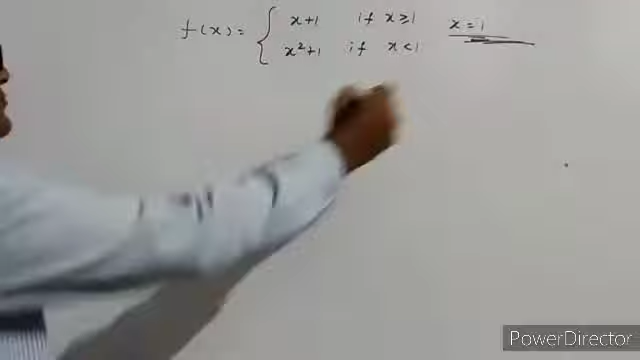 f(x) = { x+1 if x ≥ 1 x = 1
x²+1 if x < 1
PowerDirector